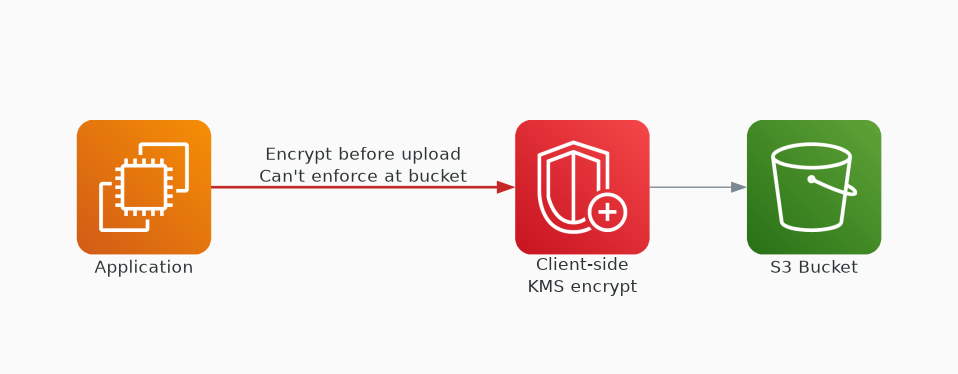 Encrypt before upload
Can't enforce at bucket
Application
Client-side
KMS encrypt
S3 Bucket